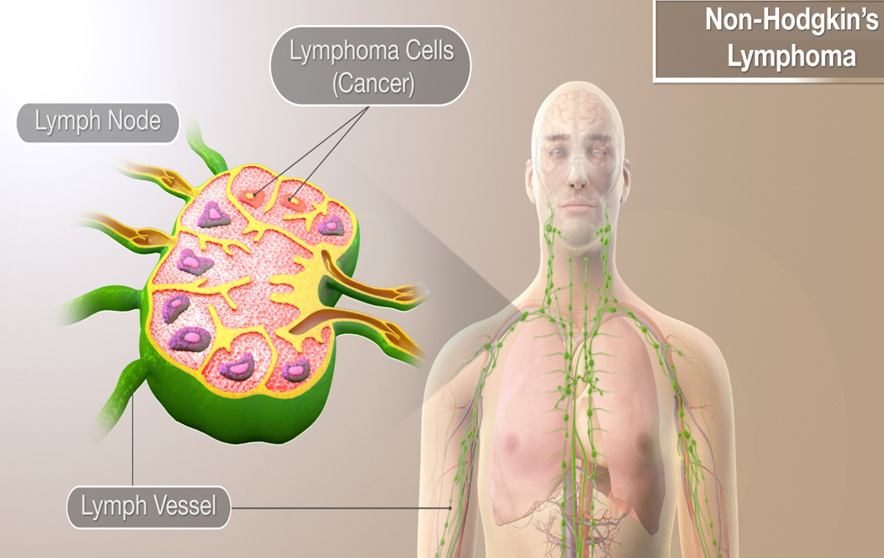 Non-Hodgkin's
Lymphoma
Lymphoma Cells
(Cancer)
Lymph Node
Lymph Vessel